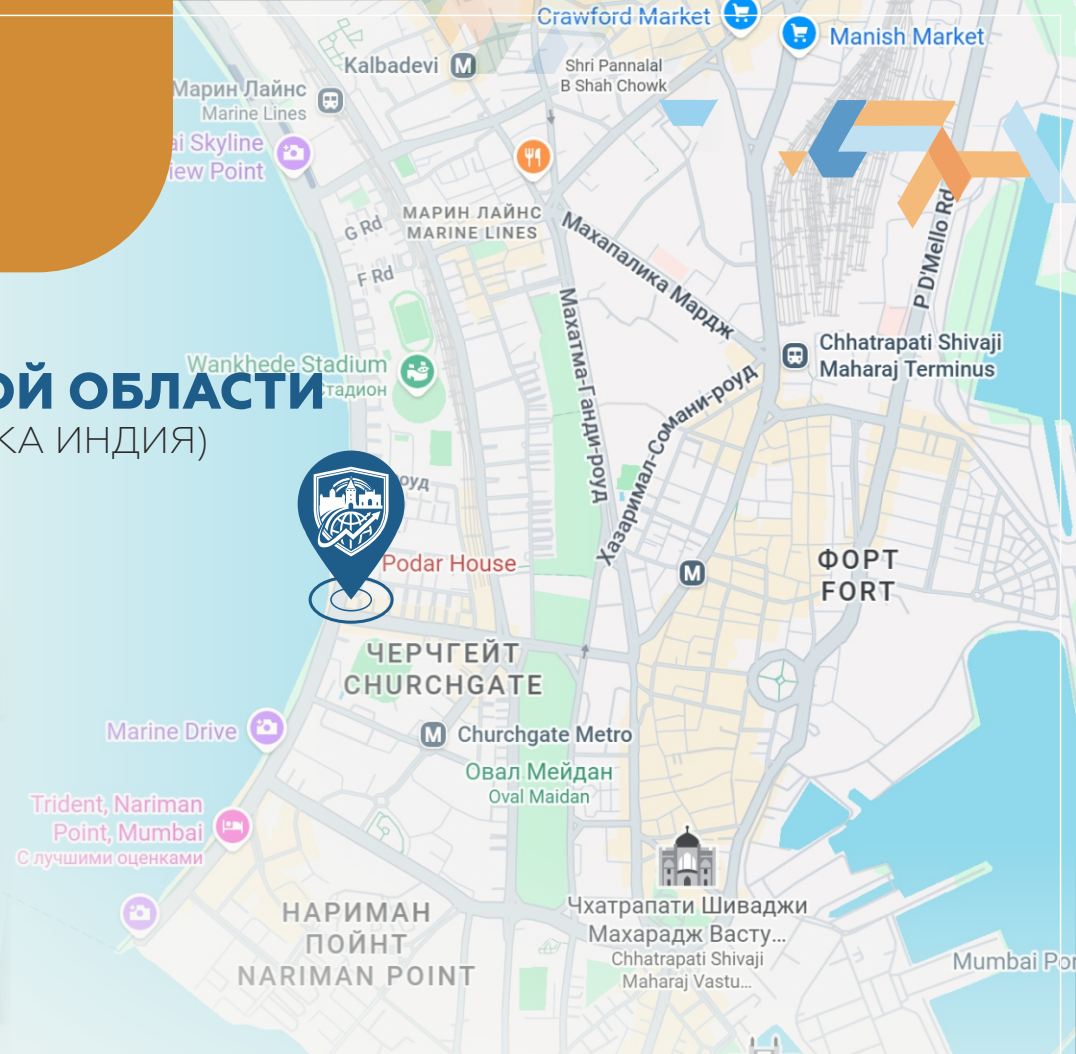 Crawford Market
Manish Market
Kalbadevi
M
Shri Pannalal
B Shah Chowk
Марин Лайнс
Marine Lines
ai Skyline
iew Point
G Rd
МАРИН ЛАЙНС
MARINE LINES
Махапалика Мардж
P D'Mello Rd
F Rd
Махатма-Ганди-роуд
Chhatrapati Shivaji
Maharaj Terminus
Wankhede Stadium
Стадион
ОЙ ОБЛАСТИ
КА ИНДИЯ)
Хазаримал-Сомани-роуд
оуд
Podar House
M
ФОРТ
FORT
ЧЕРЧГЕЙТ
CHURCHGATE
Marine Drive
M
Churchgate Metro
Овал Мейдан
Oval Maidan
Trident, Nariman
Point, Mumbai
С лучшими оценками
НАРИМАН
ПОЙНТ
NARIMAN POINT
Чхатрапати Шиваджи
Махарадж Васту...
Chhatrapati Shivaji
Maharaj Vastu...
Mumbai Por